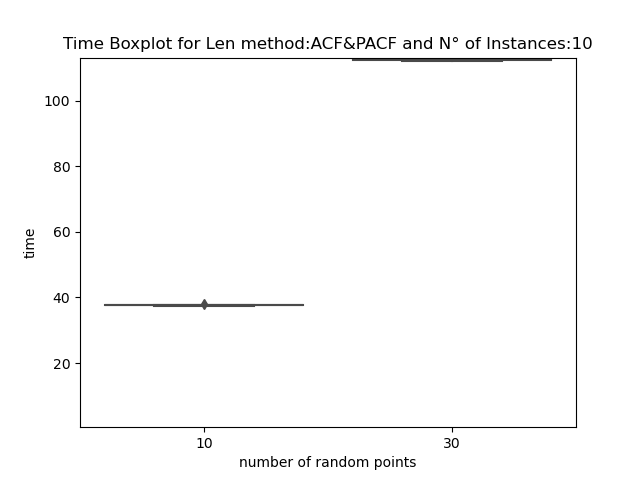 Time Boxplot for Len method:ACF&PACF and N° of Instances:10
100
80
60
40
20
time
10 30
number of random points